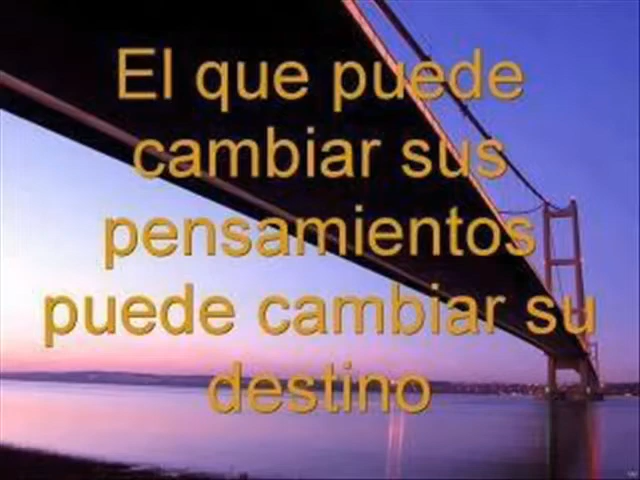 El que puede
cambiar sus
pensamientos
puede cambiar su
destino